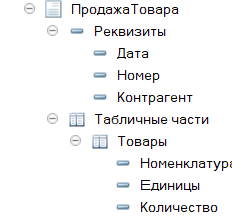 ПродажаТовара
Реквизиты
Дата
Номер
Контрагент
Табличные части
Товары
Номенклатура
Единицы
Количество